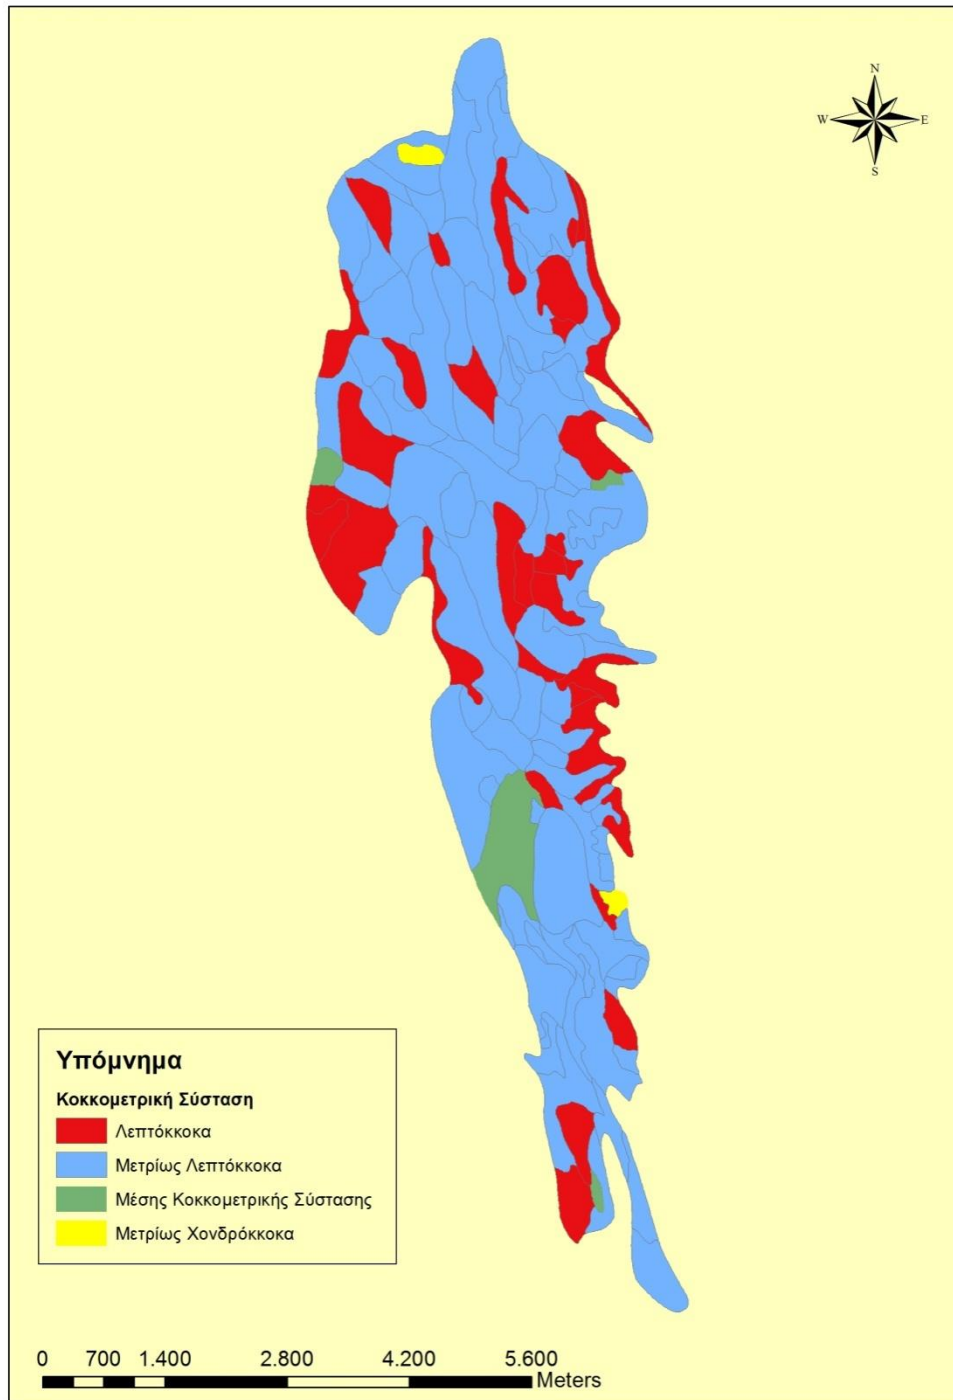 N
W E
S
Υπόμνημα
Κοκκομετρική Σύσταση
Λεπτόκκοκα
Μετρίως Λεπτόκκοκα
Μέσης Κοκκομετρικής Σύστασης
Μετρίως Χονδρόκκοκα
0 700 1.400 2.800 4.200 5.600
Meters